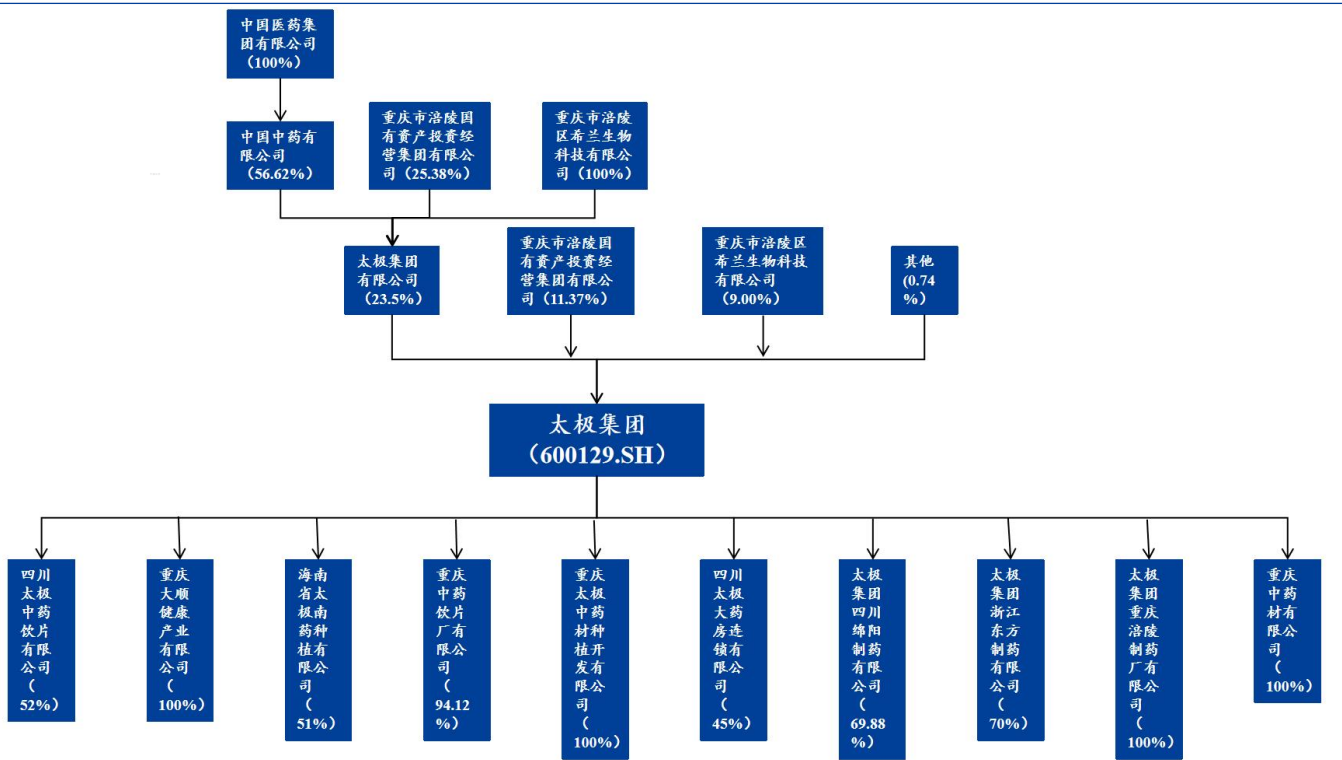 中国医药集
团有限公司
（100%）
中国中药有
限公司
（56.62%）
重庆市涪陵国
有资产投资经
营集团有限公
司（25.38%）
重庆市涪陵
区希兰生物
科技有限公
司（100%）
太极集团
有限公司
（23.5%）
重庆市涪陵国
有资产投资经
营集团有限公
司（11.37%）
重庆市涪陵区
希兰生物科技
有限公司
（9.00%）
其他
(0.74
%）
太极集团
（600129.SH）
四川
太极
中药
饮片
有限
公司
（
52%）
重庆
大顺
健康
产业
有限
公司
（
100%）
海南
省太
极南
药种
植有
限公
司
（
51%）
重庆
中药
饮片
厂有
限公
司
（
94.12
%）
重庆
太极
中药
材种
植开
发有
限公
司
（
100%）
四川
太极
大药
房连
锁有
限公
司
（
45%）
太极
集团
四川
绵阳
制药
有限
公司
（
69.88
%）
太极
集团
浙江
东方
制药
有限
公司
（
70%）
太极
集团
重庆
涪陵
制药
厂有
限公
司
（
100%）
重庆
中药
材有
限公
司
（
100%）